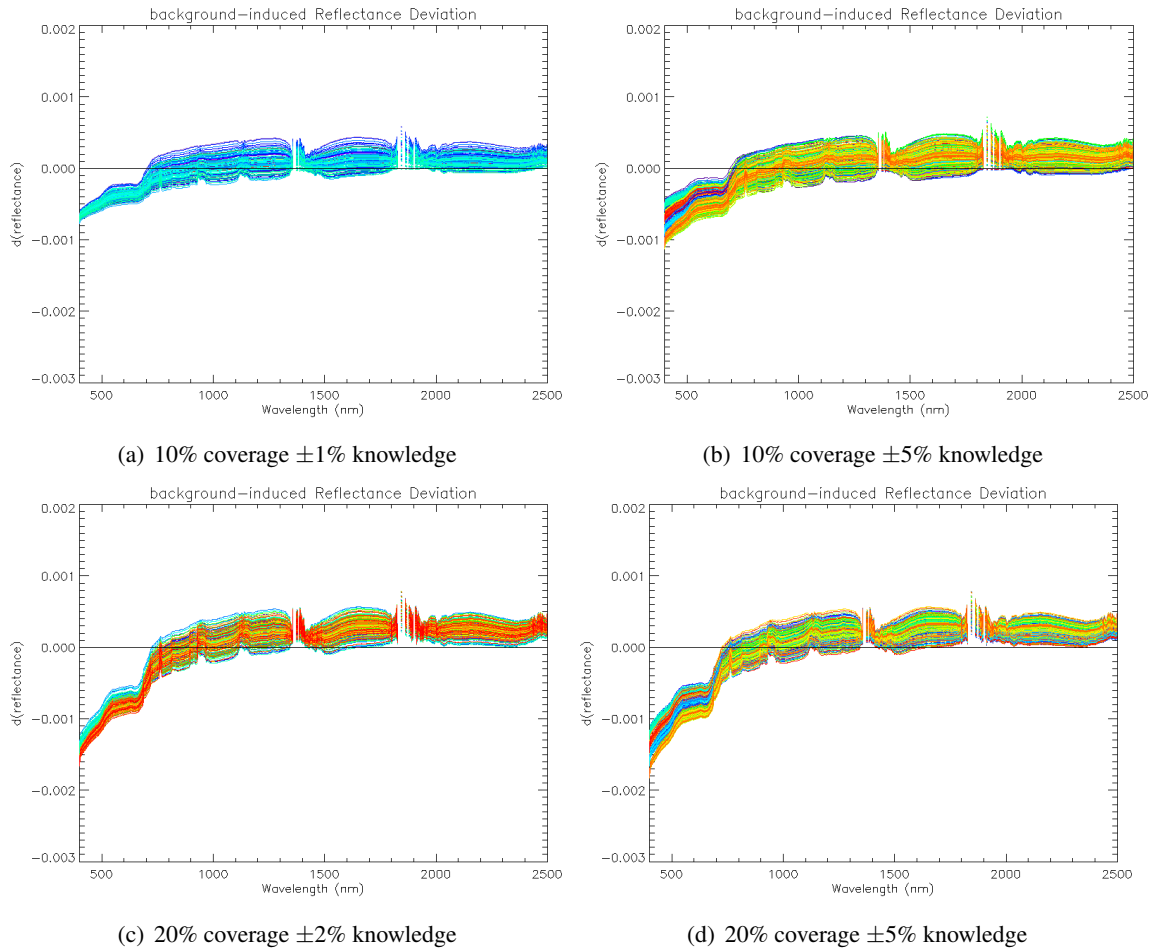 background-induced Reflectance Deviation
0.002
0.001
0.000
-0.001
-0.002
-0.003
d(reflectance)
500 1000 1500 2000 2500
Wavelength (nm)
(a) 10% coverage ±1% knowledge
background-induced Reflectance Deviation
0.002
0.001
0.000
-0.001
-0.002
-0.003
d(reflectance)
500 1000 1500 2000 2500
Wavelength (nm)
(b) 10% coverage ±5% knowledge
background-induced Reflectance Deviation
0.002
0.001
0.000
-0.001
-0.002
-0.003
d(reflectance)
500 1000 1500 2000 2500
Wavelength (nm)
(c) 20% coverage ±2% knowledge
background-induced Reflectance Deviation
0.002
0.001
0.000
-0.001
-0.002
-0.003
d(reflectance)
500 1000 1500 2000 2500
Wavelength (nm)
(d) 20% coverage ±5% knowledge